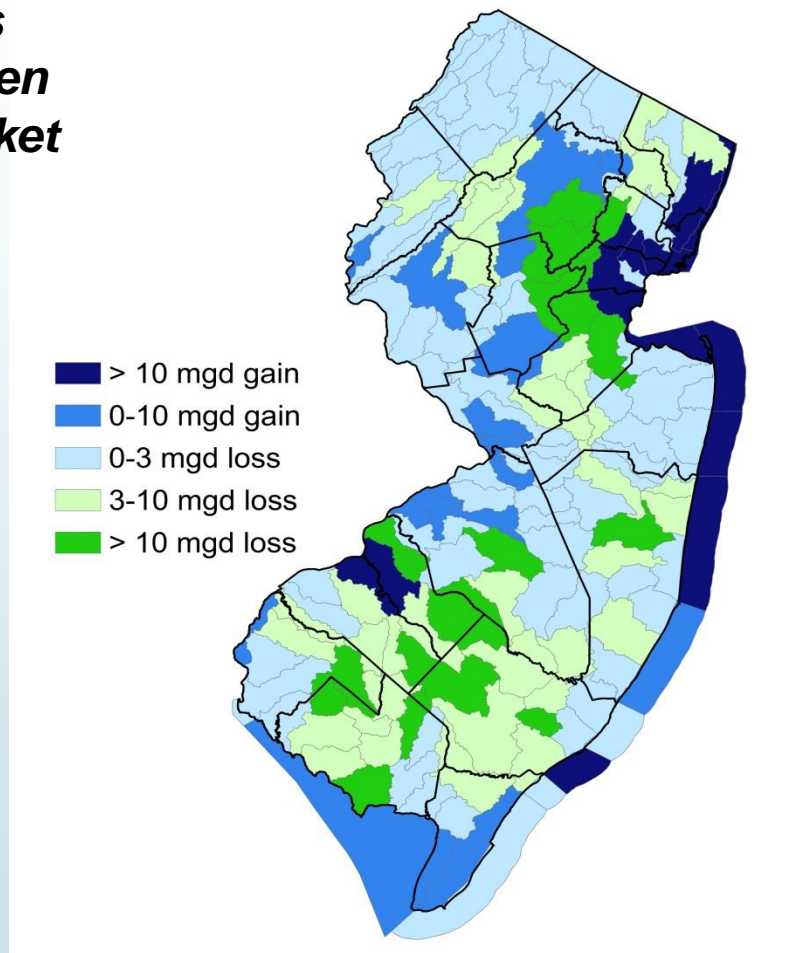 s
en
ket
> 10 mgd gain
0-10 mgd gain
0-3 mgd loss
3-10 mgd loss
> 10 mgd loss